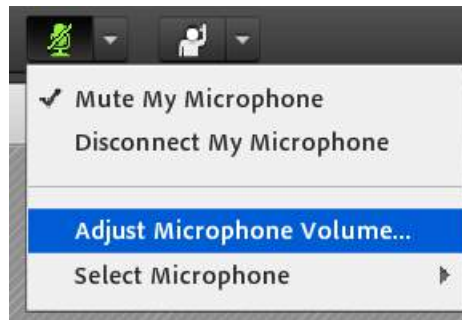 Mute My Microphone
Disconnect My Microphone
Adjust Microphone Volume...
Select Microphone